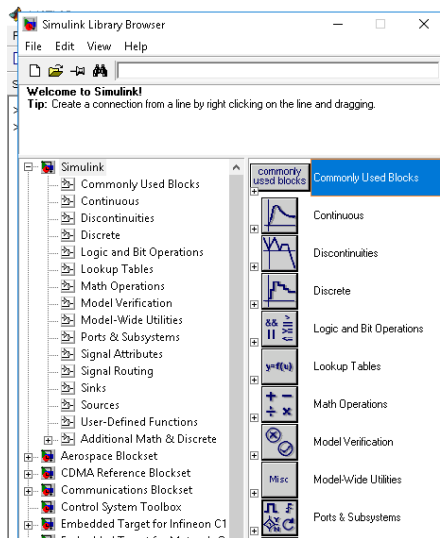 Simulink Library Browser
File Edit View Help
Welcome to Simulink!
Tip: Create a connection from a line by right clicking on the line and dragging.
Simulink
Commonly Used Blocks
Continuous
Discontinuities
Discrete
Logic and Bit Operations
Lookup Tables
Math Operations
Model Verification
Model-Wide Utilities
Ports & Subsystems
Signal Attributes
Signal Routing
Sinks
Sources
User-Defined Functions
Additional Math & Discrete
Aerospace Blockset
CDMA Reference Blockset
Communications Blockset
Control System Toolbox
Embedded Target for Infineon C1
commonly
used blocks
Commonly Used Blocks
Continuous
Discontinuities
Discrete
Logic and Bit Operations
y=f(u)
Lookup Tables
Math Operations
Model Verification
Misc
Model-Wide Utilities
Ports & Subsystems